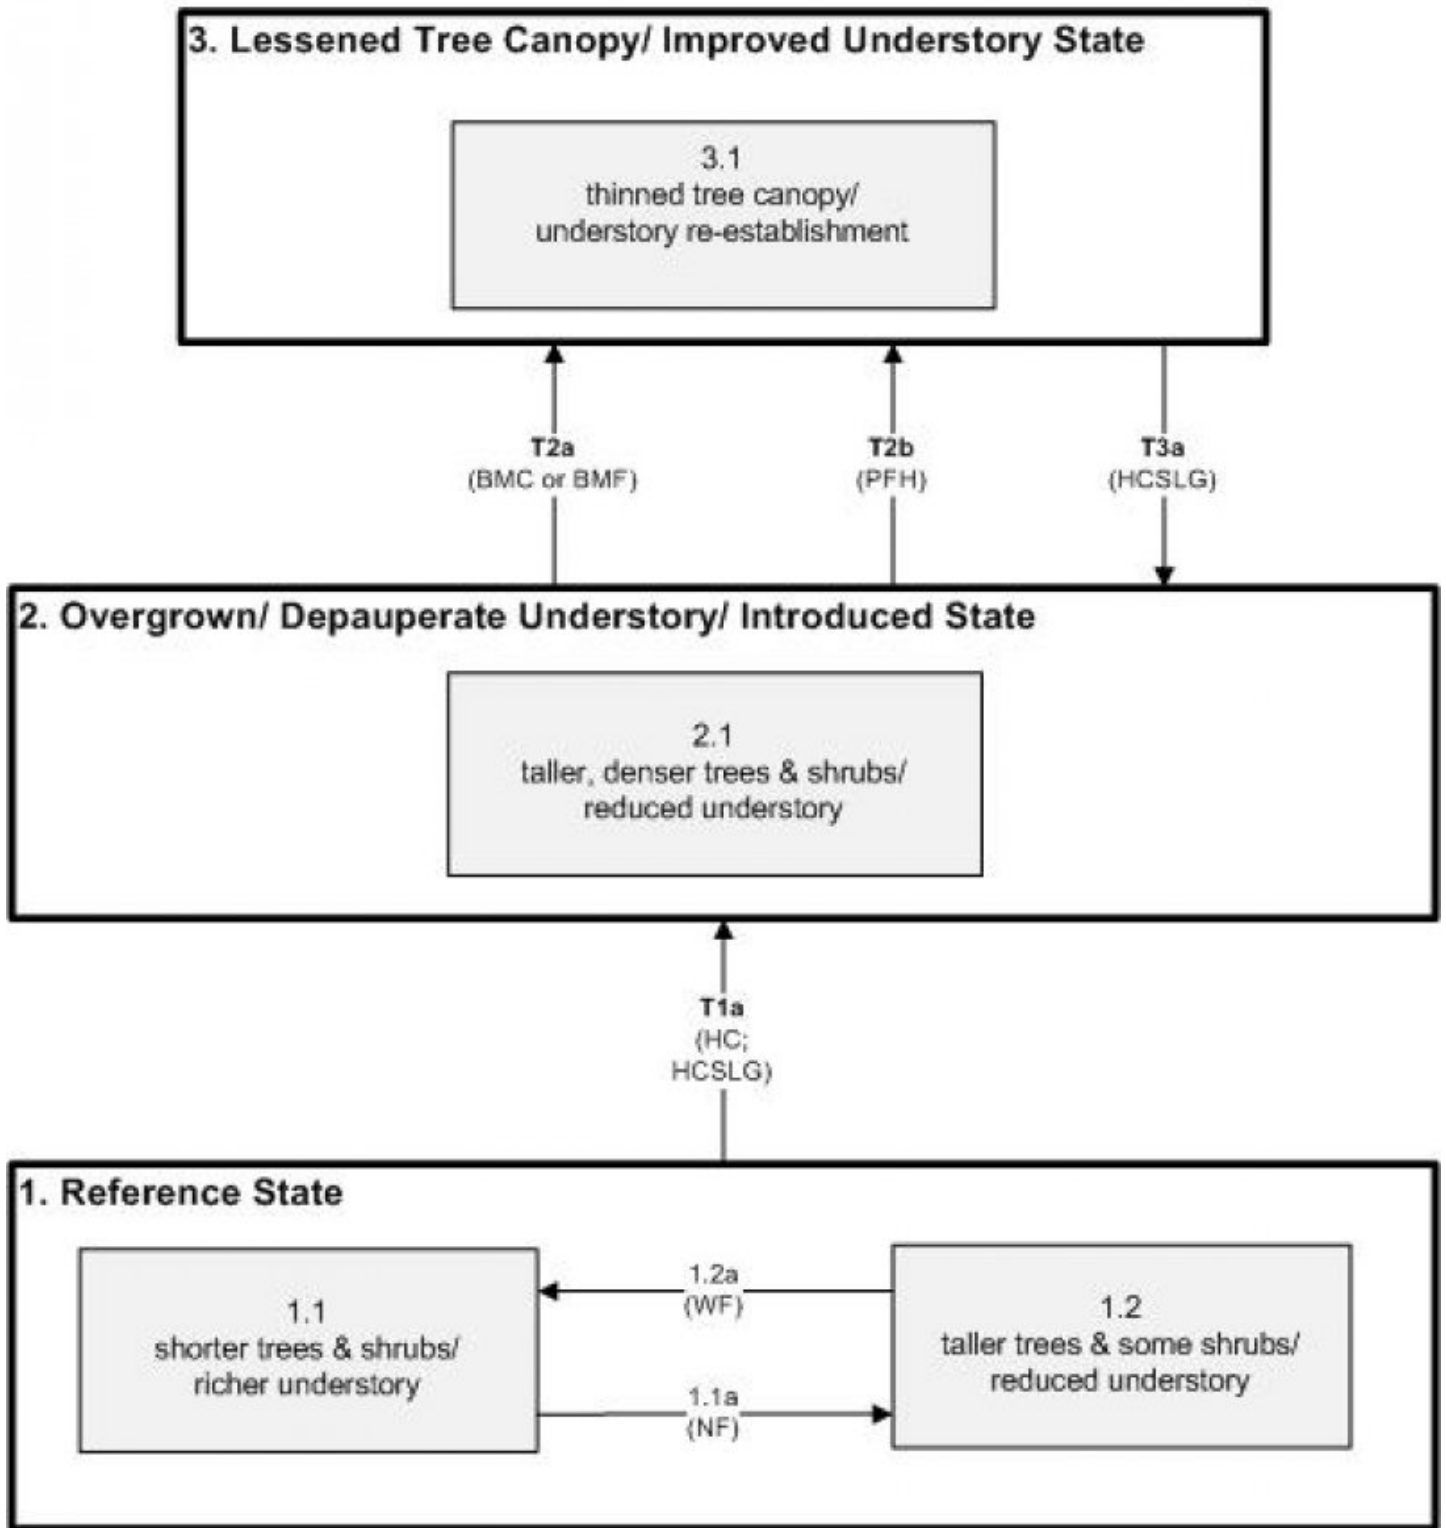 3. Lessened Tree Canopy/ Improved Understory State
3.1
thinned tree canopy/
understory re-establishment
T2a
(BMC or BMF)
T2b
(PFH)
T3a
(HCSLG)
2. Overgrown/ Depauperate Understory/ Introduced State
2.1
taller, denser trees & shrubs/
reduced understory
T1a
(HC;
HCSLG)
1. Reference State
1.1
shorter trees & shrubs/
richer understory
1.2a
(WF)
1.1a
(NF)
1.2
taller trees & some shrubs/
reduced understory